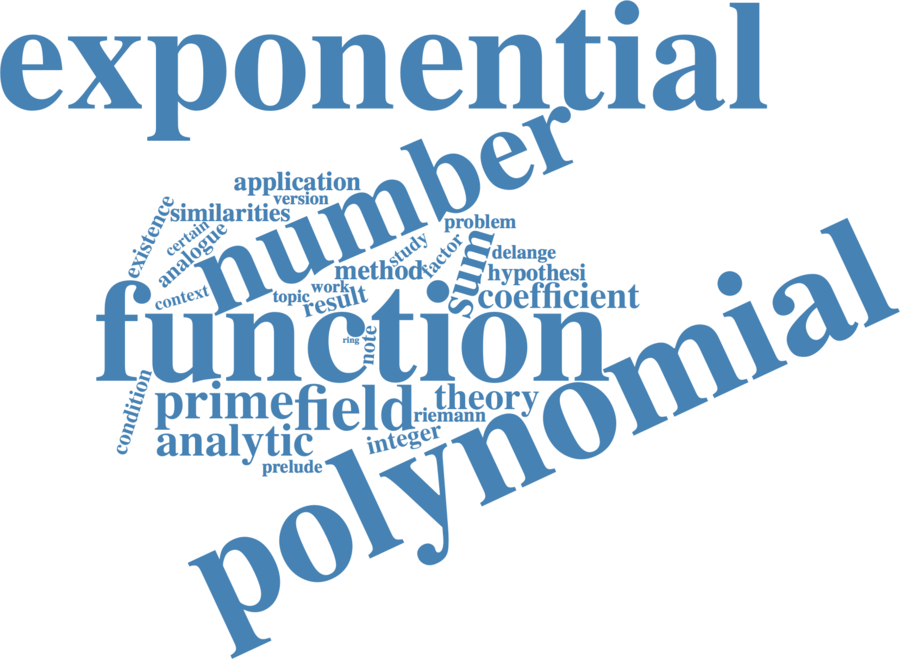 exponential
number
application
version
similarities
existence
certain
analogue
problem
study
factor
sum
delange
method
hypothesi
context
topic
work
result
coefficient
function
ring
note
condition
prime
field
theory
riemann
analytic
integer
prelude
polynomial